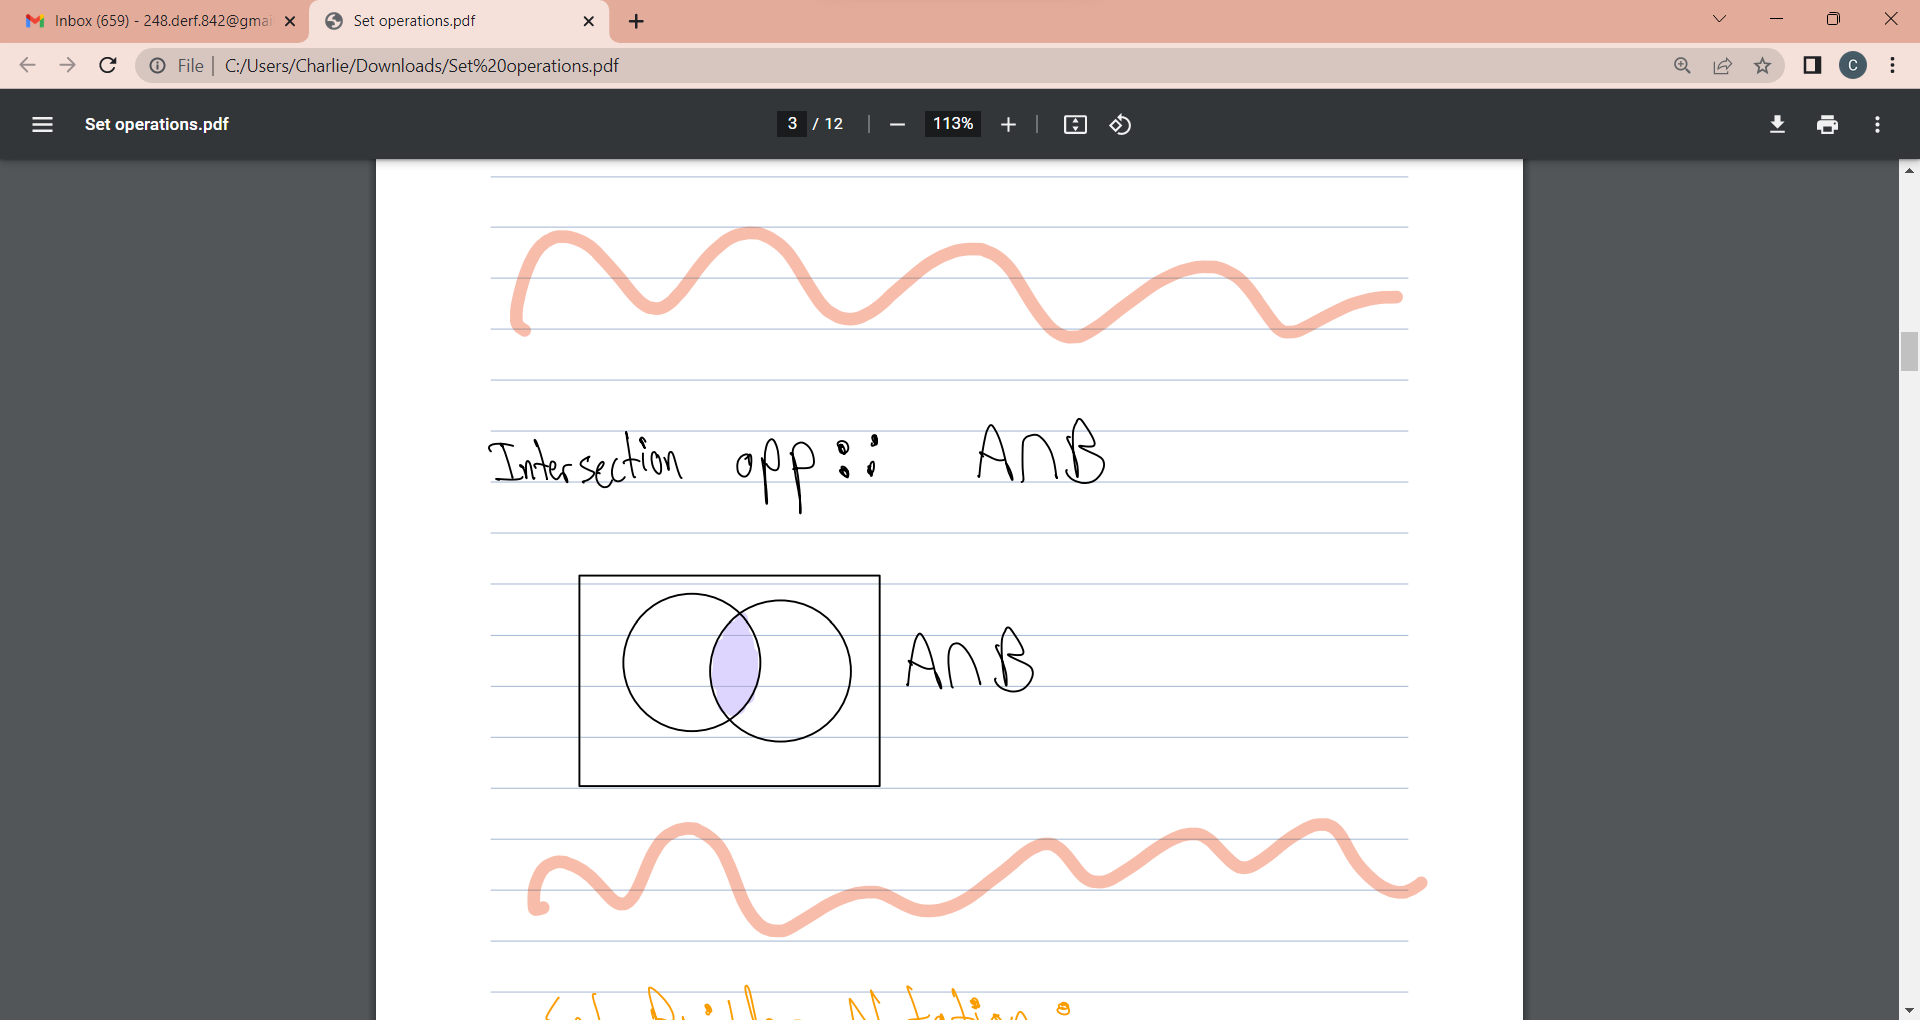 Inbox (659) - 248.derf.842@gmai
Set operations.pdf
File | C:/Users/Charlie/Downloads/Set%20operations.pdf
C
Set operations.pdf
3 / 12
113%
Intersection opp :: A∩B
A∩B
Notation :